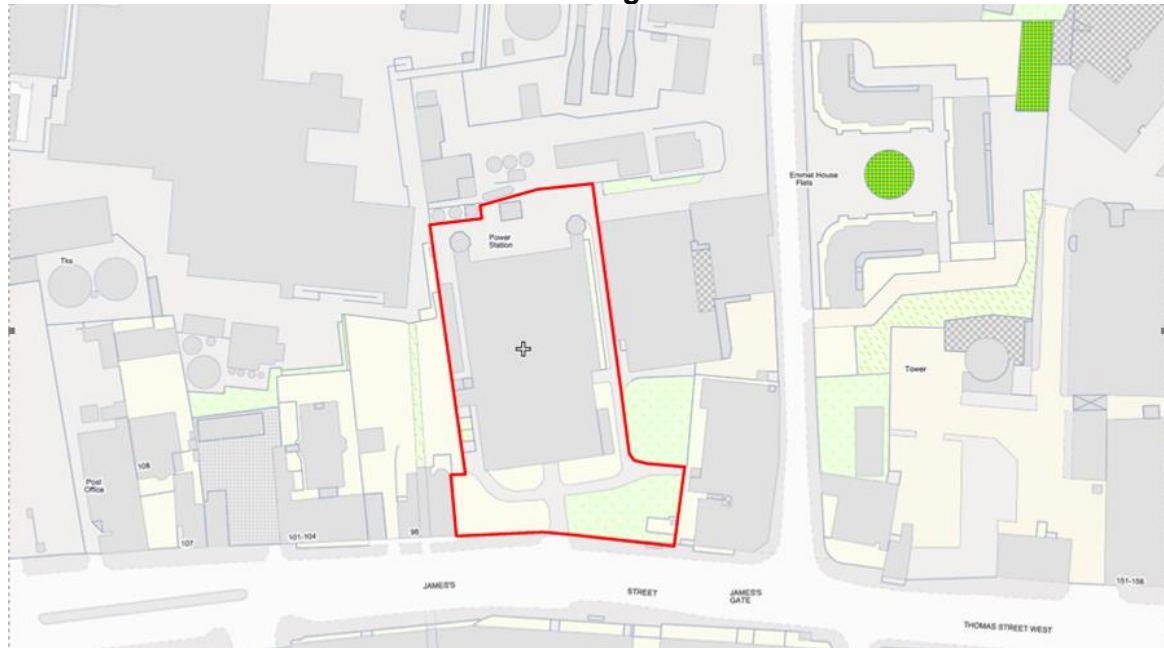 Emmet House
Flats
Power
Station
Tks
Tower
108
Post
Office
107
101-104
98
JAMES'S
STREET
JAMES'S
GATE
THOMAS STREET WEST
151-156